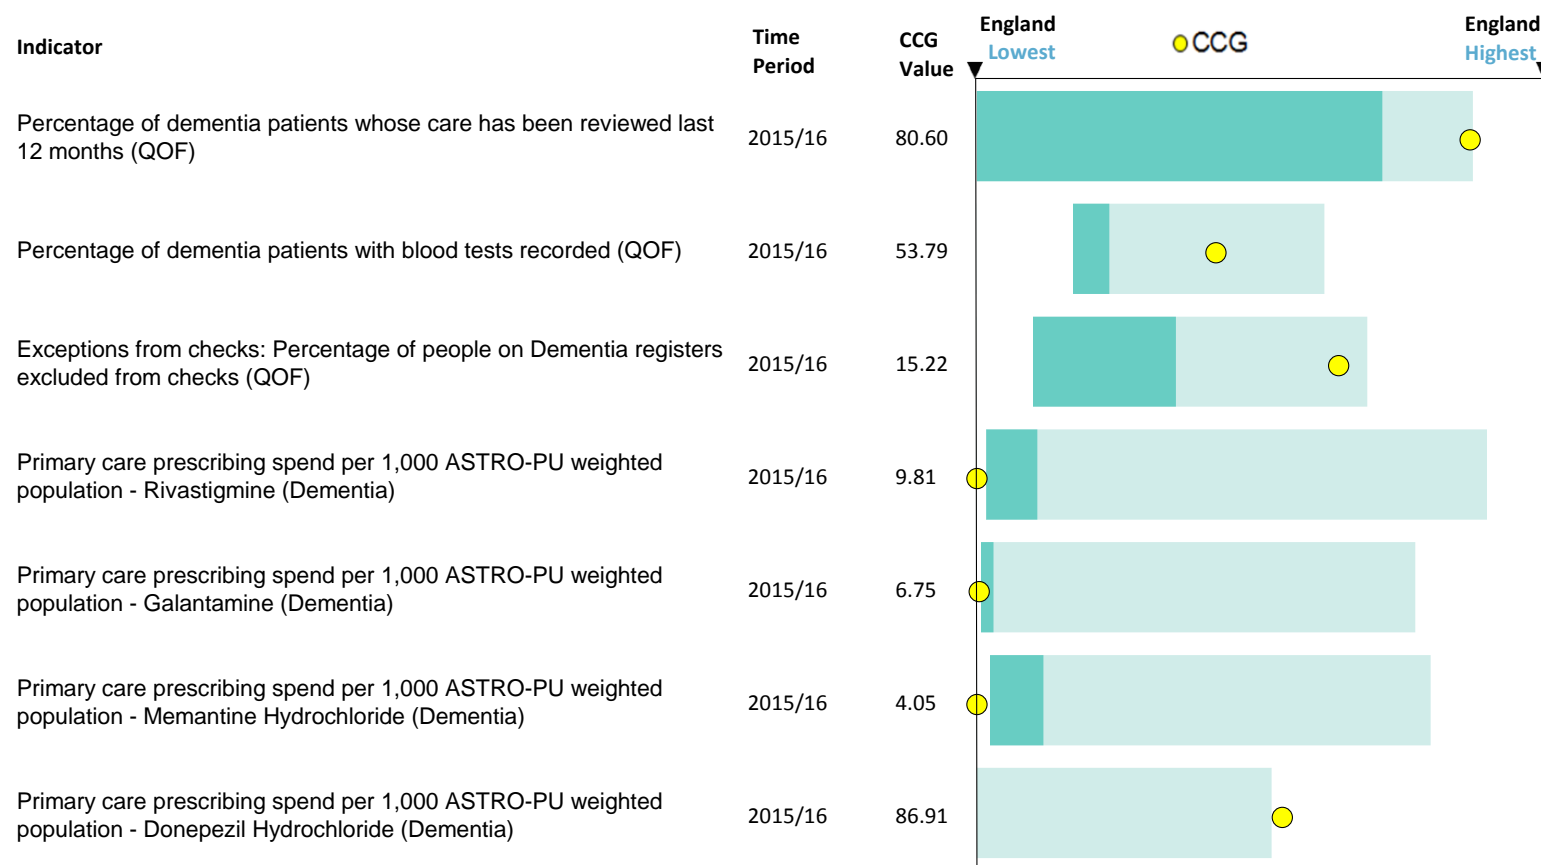 Indicator
Time Period
CCG Value
England Lowest
CCG
England Highest
Percentage of dementia patients whose care has been reviewed last
12 months (QOF)
2015/16
80.60
Percentage of dementia patients with blood tests recorded (QOF)
2015/16
53.79
Exceptions from checks: Percentage of people on Dementia registers
excluded from checks (QOF)
2015/16
15.22
Primary care prescribing spend per 1,000 ASTRO-PU weighted
population - Rivastigmine (Dementia)
2015/16
9.81
Primary care prescribing spend per 1,000 ASTRO-PU weighted
population - Galantamine (Dementia)
2015/16
6.75
Primary care prescribing spend per 1,000 ASTRO-PU weighted
population - Memantine Hydrochloride (Dementia)
2015/16
4.05
Primary care prescribing spend per 1,000 ASTRO-PU weighted
population - Donepezil Hydrochloride (Dementia)
2015/16
86.91